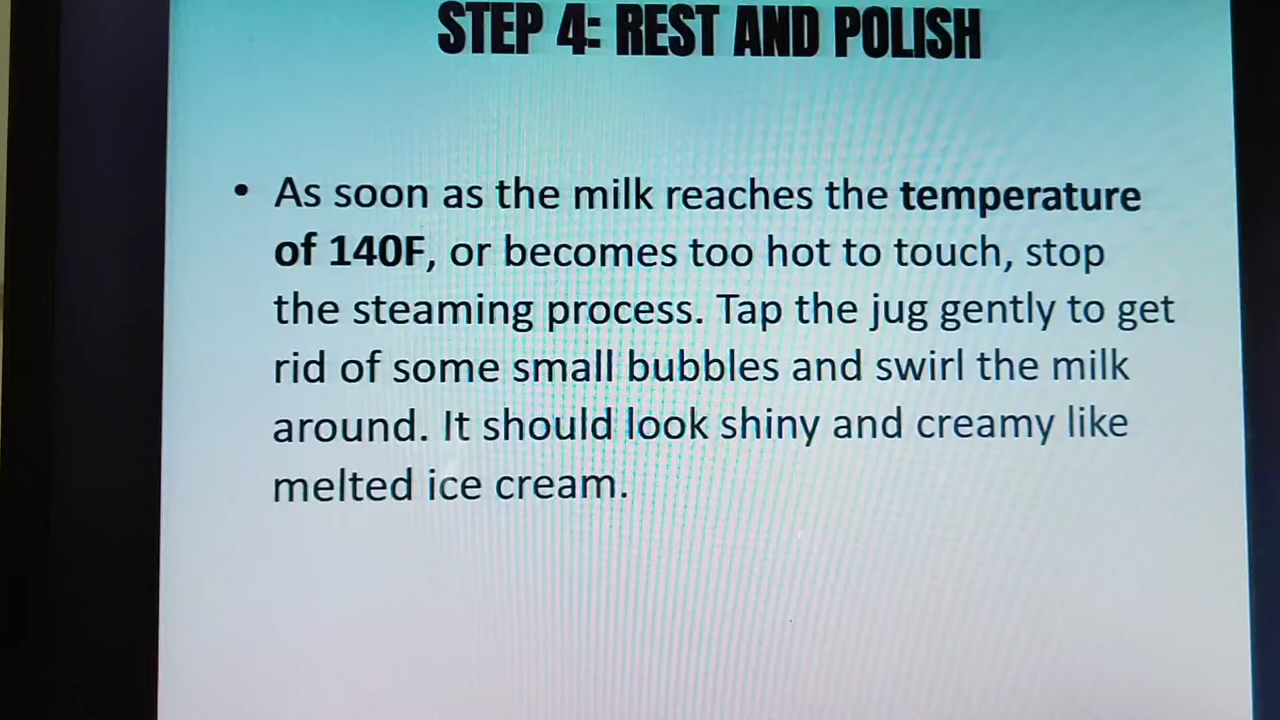 STEP 4: REST AND POLISH
• As soon as the milk reaches the temperature
of 140F, or becomes too hot to touch, stop
the steaming process. Tap the jug gently to get
rid of some small bubbles and swirl the milk
around. It should look shiny and creamy like
melted ice cream.